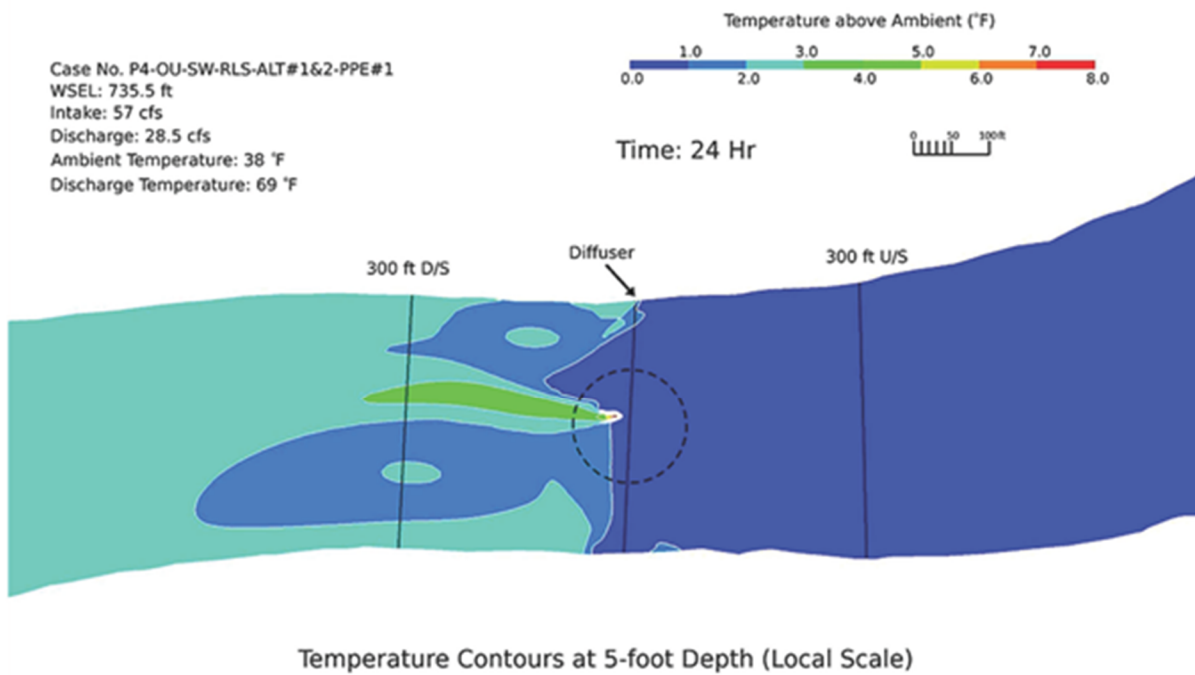 Temperature above Ambient (°F)
1.0 3.0 5.0 7.0
0.0 2.0 4.0 6.0 8.0
Case No. P4-OU-SW-RLS-ALT#1&2-PPE#1
WSEL: 735.5 ft
Intake: 57 cfs
Discharge: 28.5 cfs
Ambient Temperature: 38 °F
Discharge Temperature: 69 °F
Time: 24 Hr
0 50 100 ft
Diffuser
300 ft D/S
300 ft U/S
Temperature Contours at 5-foot Depth (Local Scale)